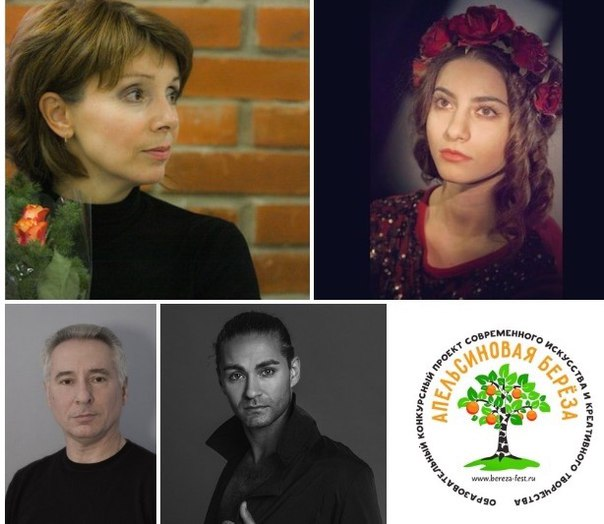 ОБРАЗОВАТЕЛЬНЫЙ КОНКУРСНЫЙ ПРОЕКТ СОВРЕМЕННОГО ИСКУССТВА И КРЕАТИВНОГО ТВОРЧЕСТВА
АПЕЛЬСИНОВАЯ БЕРЁЗА
www.bereza-fest.ru